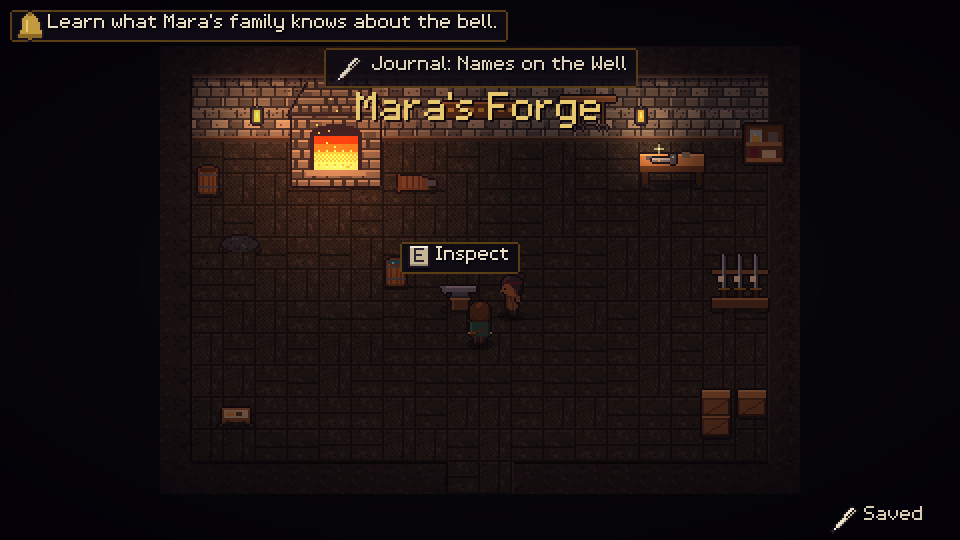 Learn what Mara's family knows about the bell.
Journal: Names on the Well
Mara's Forge
E Inspect
Saved